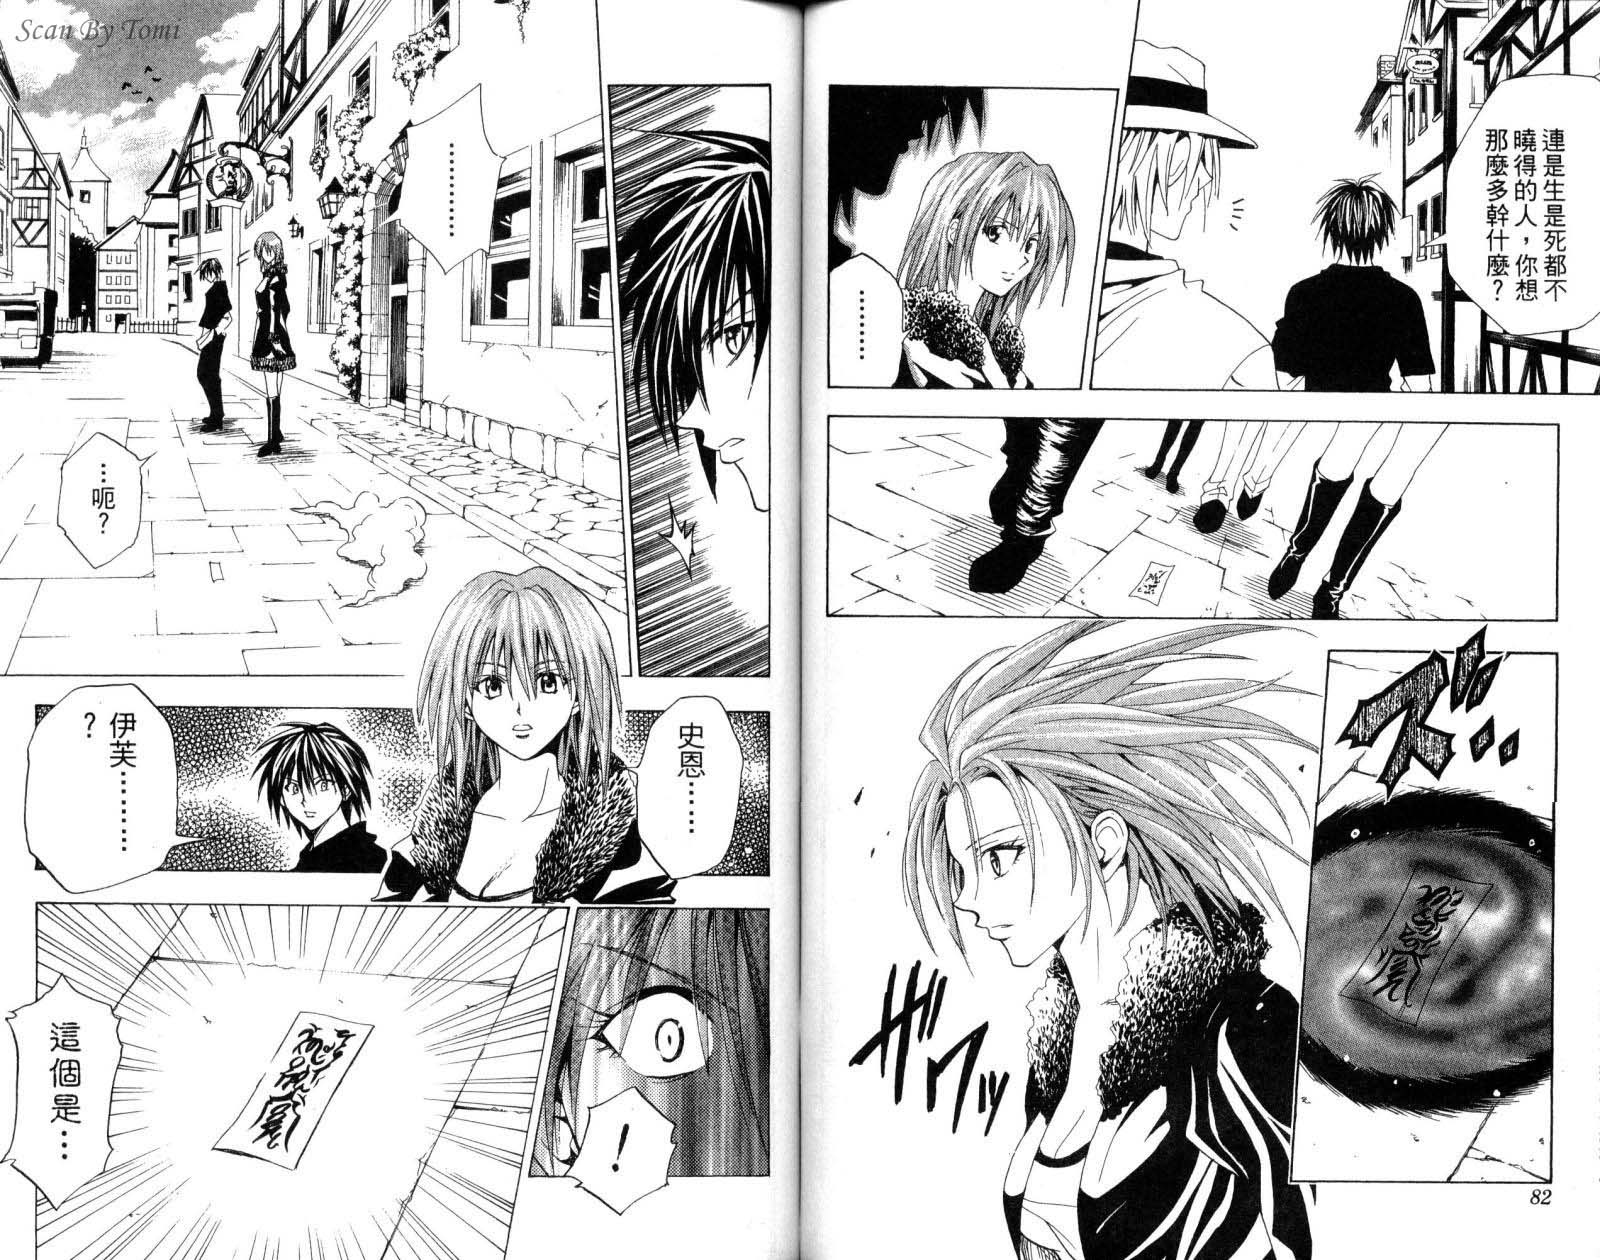 Scan By Tomi
連是生是死都不
曉得的人，你想
那麼多幹什麼？
…………
ズズ…
ザワッ
82
…………
…呃？
史恩……
伊芙………
？
！
這個是…